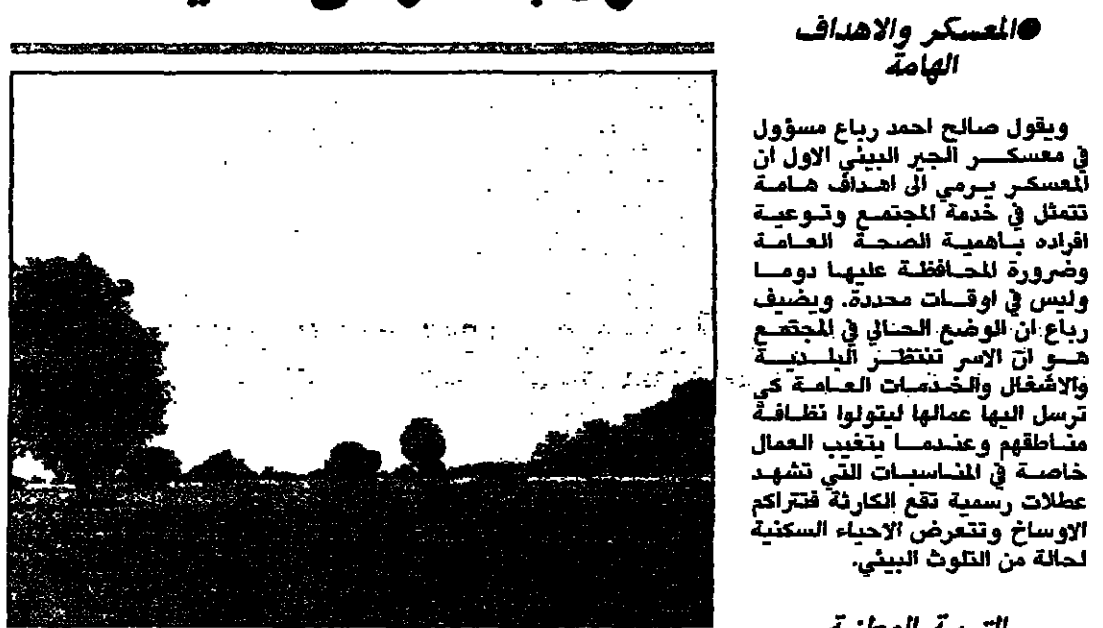 ●المعسكر والاهداف
الهامة
ويقول صالح احمد رباع مسؤول
في معسكر الجير البيئي الاول ان
المعسكر يرمي الى اهداف هامة
تتمثل في خدمة المجتمع وتوعية
افراده بأهمية الصحة العامة
وضرورة المحافظة عليها دوما
وليس في اوقات محددة. ويضيف
رباع ان الوضع الحالي في المجتمع
هو ان الاسر تنتظر البلدية
والاشغال والخدمات العامة كي
ترسل اليها عمالها ليتولوا نظافة
مناطقهم وعندما يتغيب العمال
خاصة في المناسبات التي تشهد
عطلات رسمية تقع الكارثة فتتراكم
الاوساخ وتتعرض الاحياء السكنية
لحالة من التلوث البيئي.